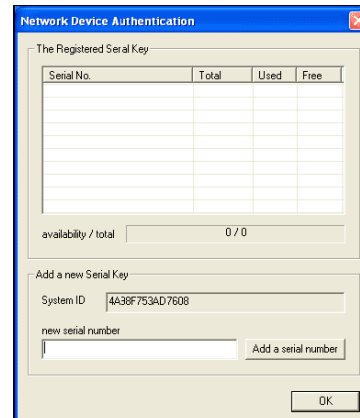 Network Device Authentication
The Registered Seral Key
Serial No. Total Used Free
availability / total 0 / 0
Add a new Serial Key
System ID 4A38F753AD7608
new serial number
Add a serial number
OK